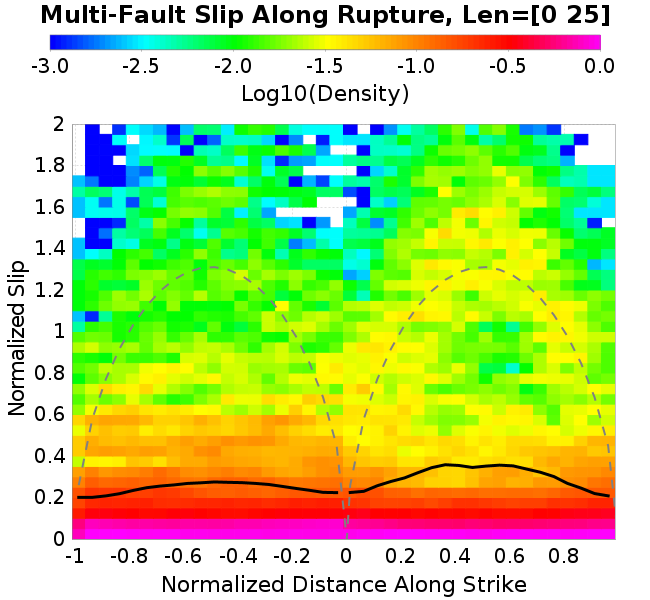 Multi-Fault Slip Along Rupture, Len=[0 25]
-3.0 -2.5 -2.0 -1.5 -1.0 -0.5 0.0
Log10(Density)
2
1.8
1.6
1.4
1.2
1
0.8
0.6
0.4
0.2
0
Normalized Slip
-1 -0.8 -0.6 -0.4 -0.2 0 0.2 0.4 0.6 0.8
Normalized Distance Along Strike